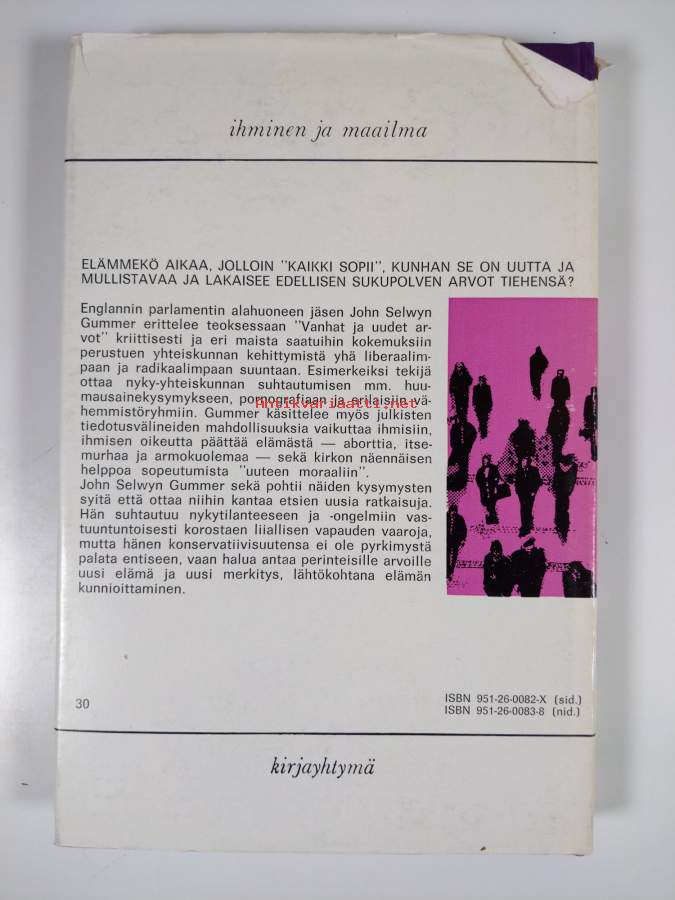 ihminen ja maailma
ELÄMMEKÖ AIKAA, JOLLOIN "KAIKKI SOPII", KUNHAN SE ON UUTTA JA
MULLISTAVAA JA LAKAISEE EDELLISEN SUKUPOLVEN ARVOT TIEHENSÄ?
Englannin parlamentin alahuoneen jäsen John Selwyn
Gummer erittelee teoksessaan "Vanhat ja uudet ar-
vot" kriittisesti ja eri maista saatuihin kokemuksiin
perustuen yhteiskunnan kehittymistä yhä liberaalim-
paan ja radikaalimpaan suuntaan. Esimerkeiksi tekijä
ottaa nyky-yhteiskunnan suhtautumisen mm. huu-
mausainekysymykseen, pornografiaan ja erilaisiin vä-
hemmistöryhmiin. Gummer käsittelee myös julkisten
tiedotusvälineiden mahdollisuuksia vaikuttaa ihmisiin,
ihmisen oikeutta päättää elämästä — aborttia, itse-
murhaa ja armokuolemaa — sekä kirkon näennäisen
helppoa sopeutumista "uuteen moraaliin".
John Selwyn Gummer sekä pohtii näiden kysymysten
syitä että ottaa niihin kantaa etsien uusia ratkaisuja.
Hän suhtautuu nykytilanteeseen ja -ongelmiin vas-
tuuntuntoisesti korostaen liiallisen vapauden vaaroja,
mutta hänen konservatiivisuutensa ei ole pyrkimystä
palata entiseen, vaan halua antaa perinteisille arvoille
uusi elämä ja uusi merkitys, lähtökohtana elämän
kunnioittaminen.
Antikvariaatti.net
30
ISBN 951-26-0082-X (sid.)
ISBN 951-26-0083-8 (nid.)
kirjayhtymä